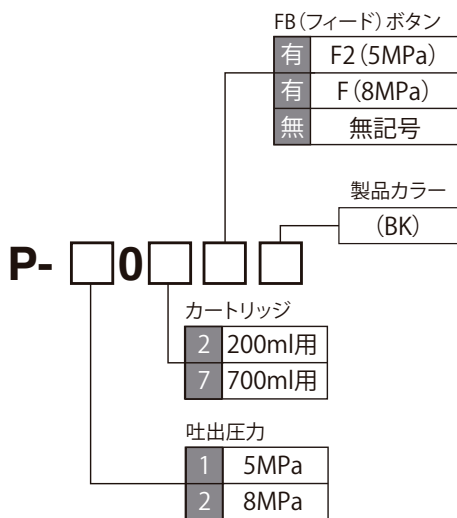 FB(フィード)ボタン
有 F2(5MPa)
有 F(8MPa)
無 無記号
製品カラー
(BK)
P-□0□□□
カートリッジ
2 200ml用
7 700ml用
吐出圧力
1 5MPa
2 8MPa